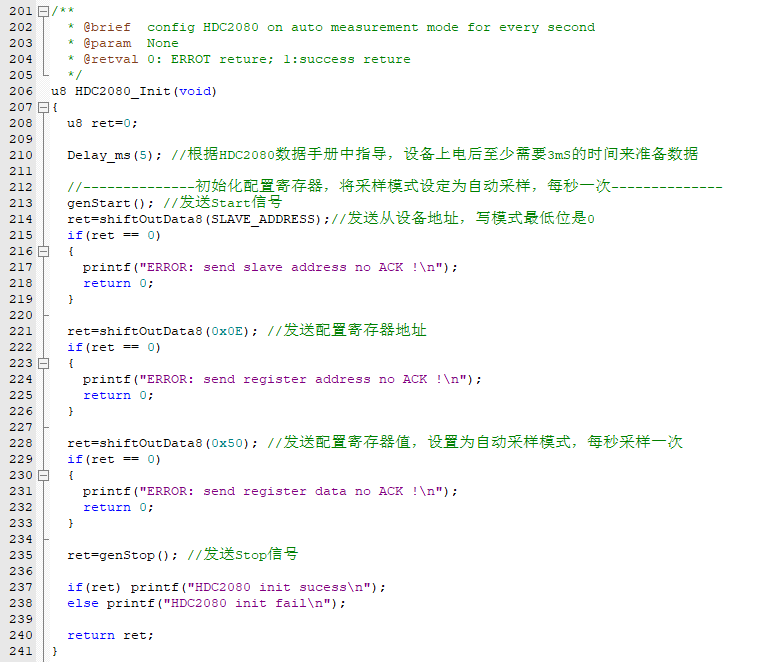 201 /**
202 * @brief config HDC2080 on auto measurement mode for every second
203 * @param None
204 * @retval 0: ERROT reture; 1:success reture
205 */
206 u8 HDC2080_Init(void)
207 {
208 u8 ret=0;
209
210 Delay_ms(5); //根据HDC2080数据手册中指导，设备上电后至少需要3mS的时间来准备数据
211
212 //--------------初始化配置寄存器，将采样模式设定为自动采样，每秒一次--------------
213 genStart(); //发送Start信号
214 ret=shiftOutData8(SLAVE_ADDRESS);//发送从设备地址，写模式最低位是0
215 if(ret == 0)
216 {
217 printf("ERROR: send slave address no ACK !\n");
218 return 0;
219 }
220
221 ret=shiftOutData8(0x0E); //发送配置寄存器地址
222 if(ret == 0)
223 {
224 printf("ERROR: send register address no ACK !\n");
225 return 0;
226 }
227
228 ret=shiftOutData8(0x50); //发送配置寄存器值，设置为自动采样模式，每秒采样一次
229 if(ret == 0)
230 {
231 printf("ERROR: send register data no ACK !\n");
232 return 0;
233 }
234
235 ret=genStop(); //发送Stop信号
236
237 if(ret) printf("HDC2080 init sucess\n");
238 else printf("HDC2080 init fail\n");
239
240 return ret;
241 }